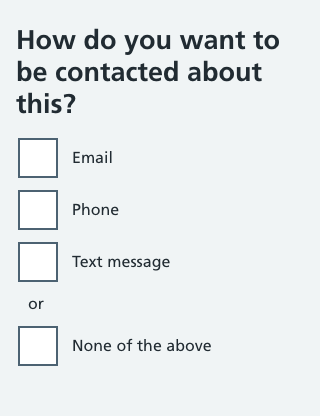 How do you want to
be contacted about
this?
Email
Phone
Text message
or
None of the above